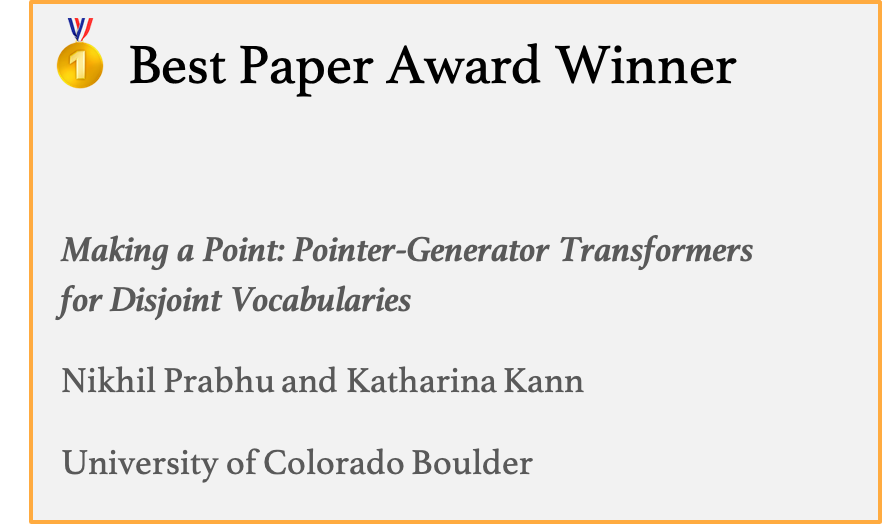 1
Best Paper Award Winner
Making a Point: Pointer-Generator Transformers
for Disjoint Vocabularies
Nikhil Prabhu and Katharina Kann
University of Colorado Boulder